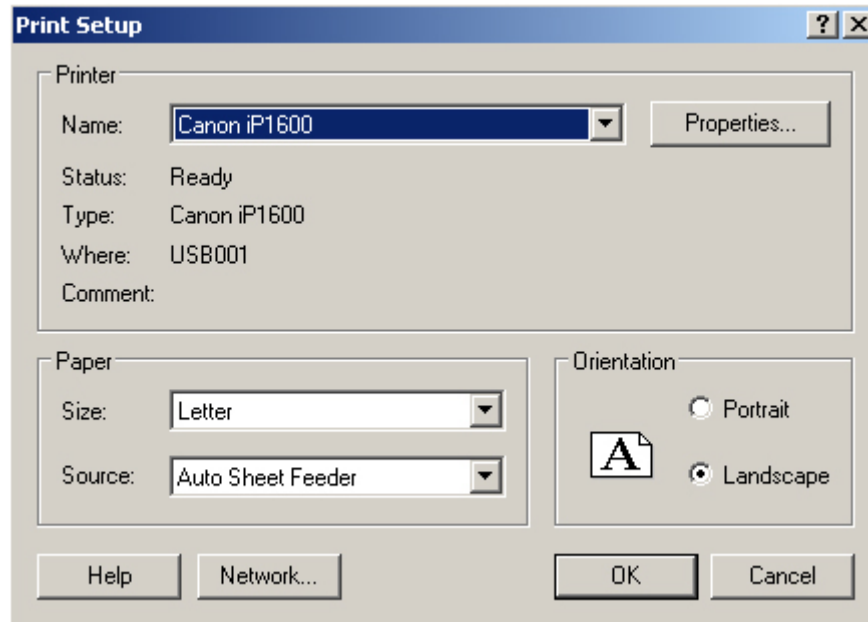 Print Setup
Printer
Name: Canon iP1600 Properties...
Status: Ready
Type: Canon iP1600
Where: USB001
Comment:
Paper
Size: Letter
Source: Auto Sheet Feeder
Orientation
A
Portrait
Landscape
Help Network... OK Cancel